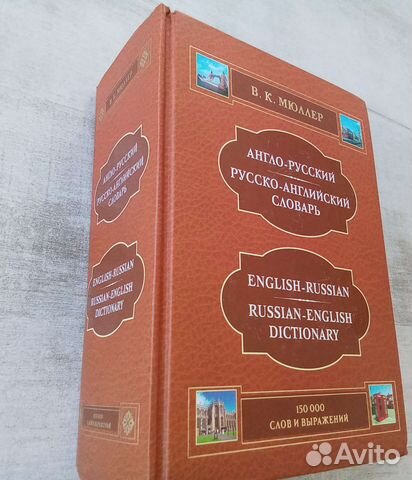 В. К. МЮЛЛЕР
АНГЛО-РУССКИЙ
РУССКО-АНГЛИЙСКИЙ
СЛОВАРЬ
ENGLISH-RUSSIAN
RUSSIAN-ENGLISH
DICTIONARY
150 000
СЛОВ И ВЫРАЖЕНИЙ
В. К. МЮЛЛЕР
АНГЛО-РУССКИЙ
РУССКО-АНГЛИЙСКИЙ
СЛОВАРЬ
ENGLISH-RUSSIAN
RUSSIAN-ENGLISH
DICTIONARY
Avito